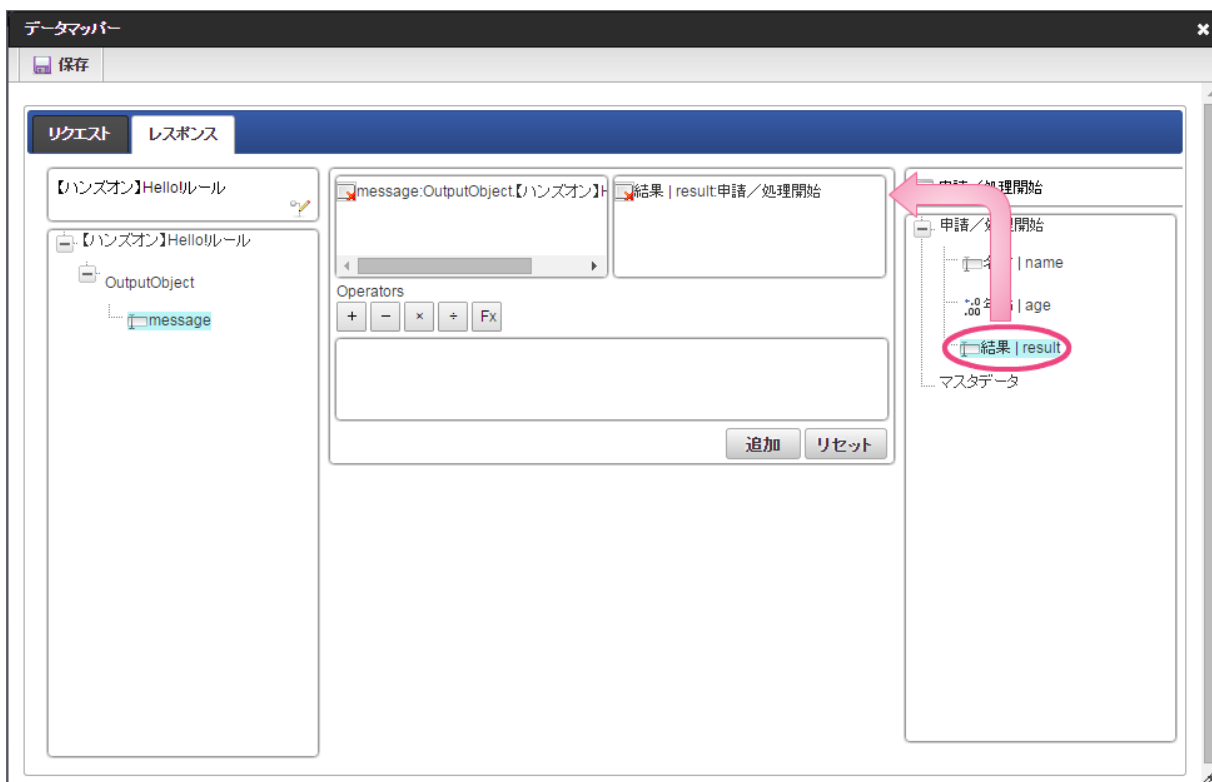 データマッパー
保存
リクエスト レスポンス
【ハンズオン】Hello!ルール
【ハンズオン】Hello!ルール
OutputObject
message
message:OutputObject.【ハンズオン】H
結果 | result:申請／処理開始
Operators
+ − × ÷ Fx
追加 リセット
申請／処理開始
申請／処理開始
| name
| age
結果 | result
マスタデータ